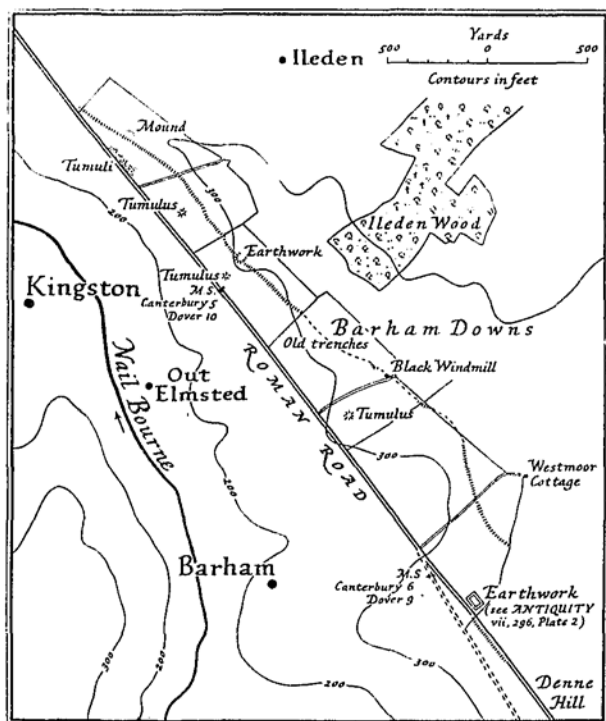 Yards
500 0 500
Contours in feet
Ileden
Mound
Tumuli
300
Tumulus
200
Ileden Wood
Earthwork
Tumulus
M.S.
Canterbury 5
Dover 10
Kingston
Barham Downs
Old trenches
Black Windmill
Nail Bourne
Out
Elmsted
ROMAN ROAD
Tumulus
300
Westmoor
Cottage
200
Barham
M.S.
Canterbury 6
Dover 9
Earthwork
(see ANTIQUITY
vii, 296, Plate 2)
300
200
200
300
Denne
Hill